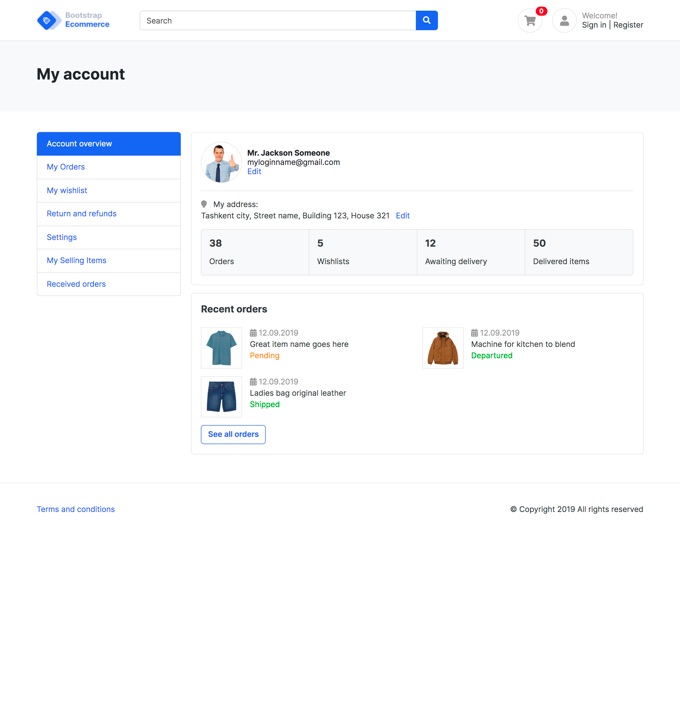 Bootstrap
Ecommerce
Search
0
Welcome!
Sign in | Register
My account
Account overview
My Orders
My wishlist
Return and refunds
Settings
My Selling Items
Received orders
Mr. Jackson Someone
myloginname@gmail.com
Edit
My address:
Tashkent city, Street name, Building 123, House 321 Edit
38
Orders
5
Wishlists
12
Awaiting delivery
50
Delivered items
Recent orders
12.09.2019
Great item name goes here
Pending
12.09.2019
Machine for kitchen to blend
Departured
12.09.2019
Ladies bag original leather
Shipped
See all orders
Terms and conditions
© Copyright 2019 All rights reserved